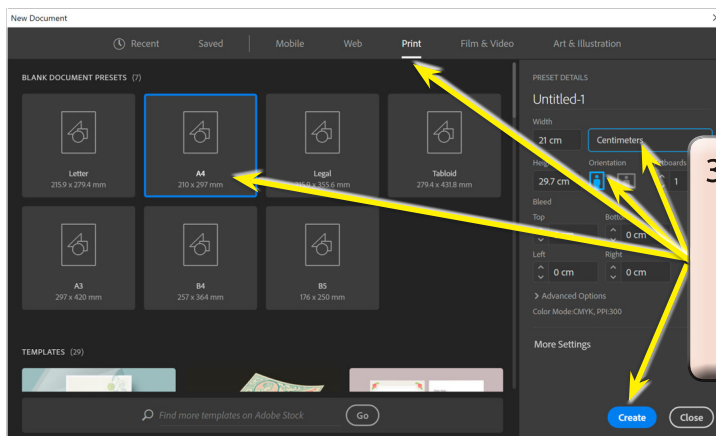 New Document
Recent Saved Mobile Web Print Film & Video Art & Illustration
BLANK DOCUMENT PRESETS (7)
Letter
215.9 x 279.4 mm
A4
210 x 297 mm
Legal
x 355.6 mm
Tabloid
279.4 x 431.8 mm
A3
297 x 420 mm
B4
257 x 364 mm
B5
176 x 250 mm
TEMPLATES (29)
Find more templates on Adobe Stock
Go
PRESET DETAILS
Untitled-1
Width
21 cm Centimeters
Orientation
29.7 cm 1
Bleed
Top
0 cm
Left Right
0 cm 0 cm
Advanced Options
Color Mode:CMYK, PPI:300
More Settings
Create Close
3